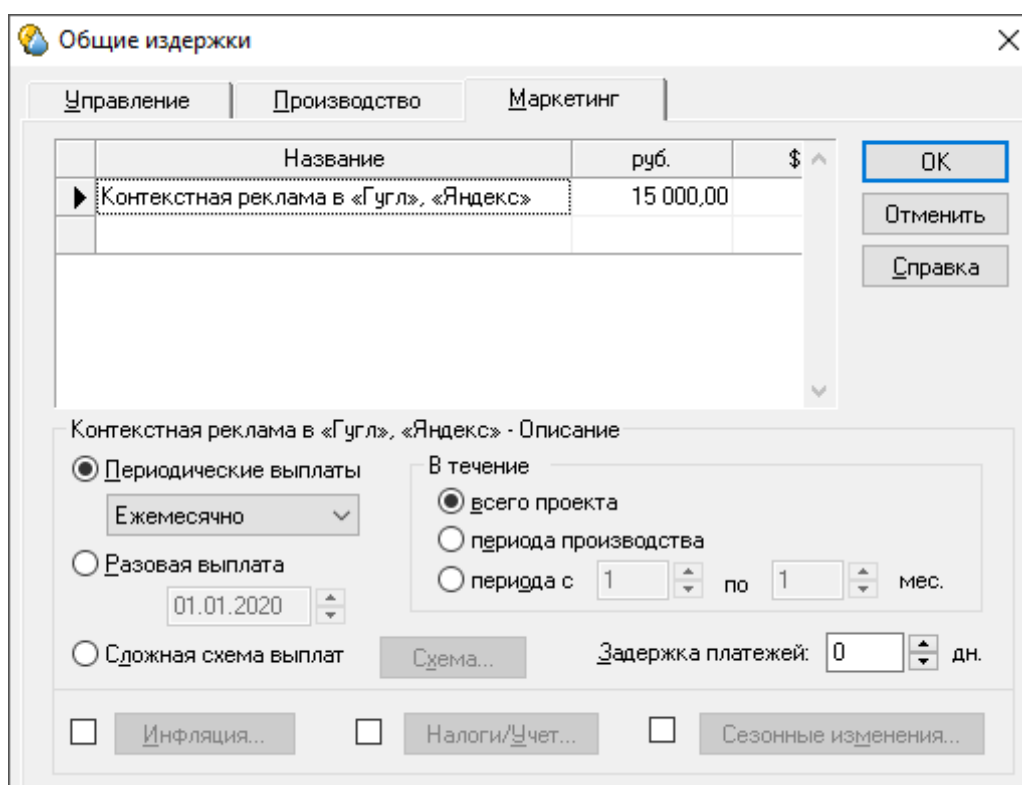 Общие издержки
Управление Производство Маркетинг
Название руб. $
Контекстная реклама в «Гугл», «Яндекс» 15 000,00
OK
Отменить
Справка
Контекстная реклама в «Гугл», «Яндекс» - Описание
Периодические выплаты
Ежемесячно
Разовая выплата
01.01.2020
Сложная схема выплат Схема...
В течение
всего проекта
периода производства
периода с 1 по 1 мес.
Задержка платежей: 0 дн.
Инфляция... Налоги/Учет... Сезонные изменения...